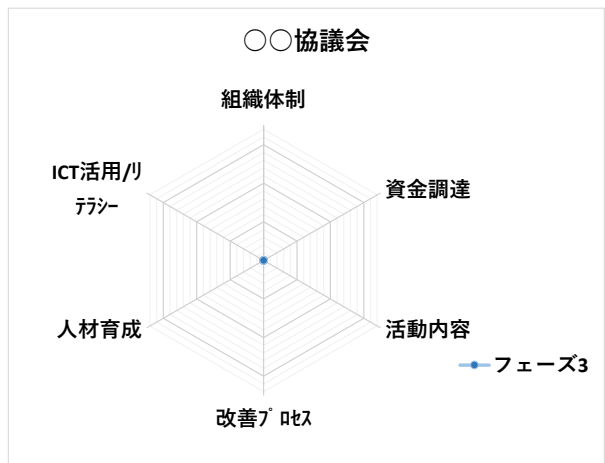 ○○協議会
組織体制
ICT活用/リ
テラシー
資金調達
人材育成
活動内容
フェーズ3
改善プロセス